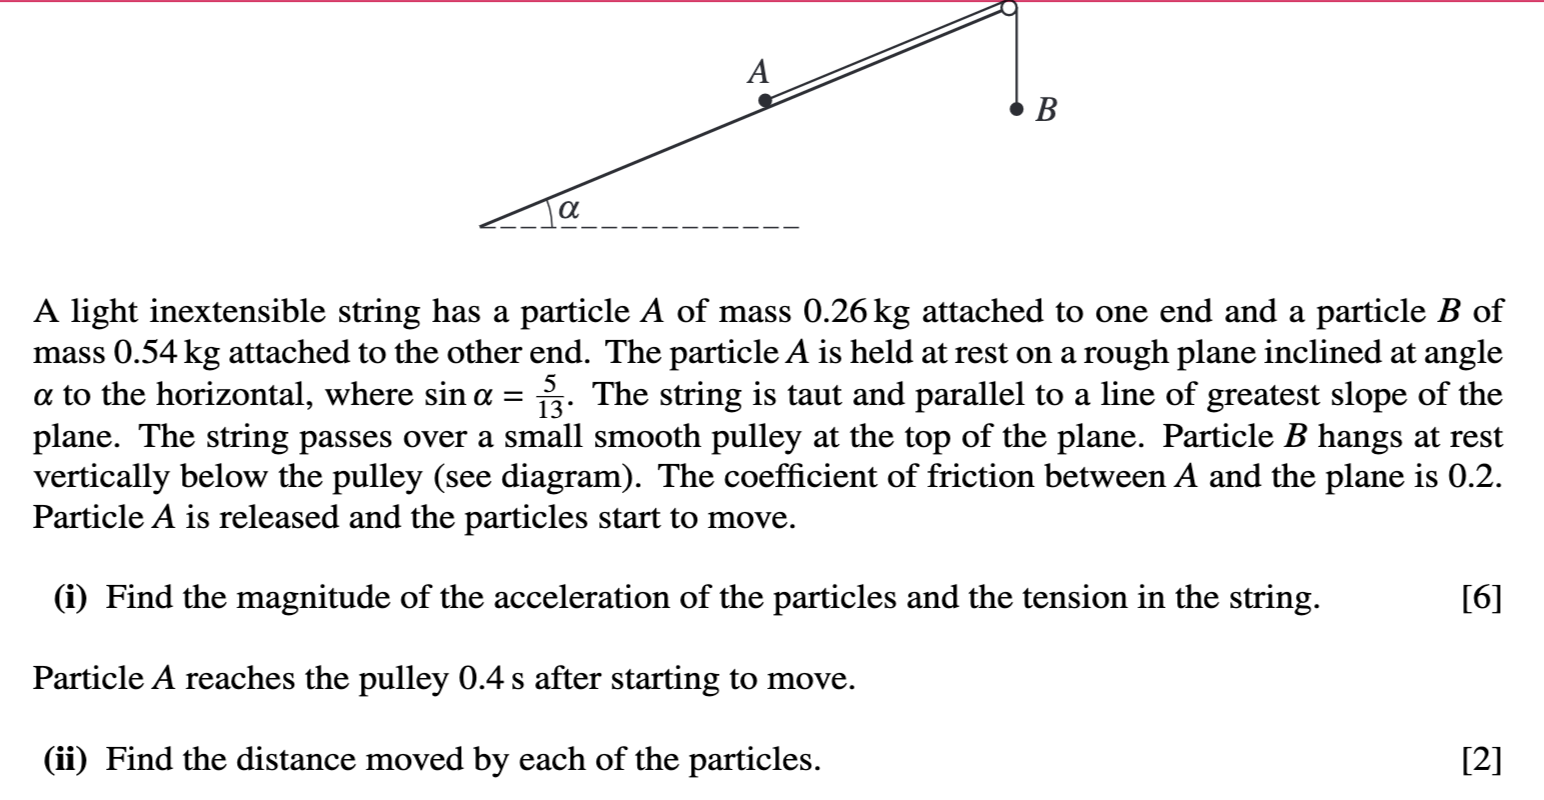 A
B
α
A light inextensible string has a particle A of mass 0.26 kg attached to one end and a particle B of
mass 0.54 kg attached to the other end. The particle A is held at rest on a rough plane inclined at angle
α to the horizontal, where sin α = 5/13. The string is taut and parallel to a line of greatest slope of the
plane. The string passes over a small smooth pulley at the top of the plane. Particle B hangs at rest
vertically below the pulley (see diagram). The coefficient of friction between A and the plane is 0.2.
Particle A is released and the particles start to move.
(i) Find the magnitude of the acceleration of the particles and the tension in the string. [6]
Particle A reaches the pulley 0.4 s after starting to move.
(ii) Find the distance moved by each of the particles. [2]